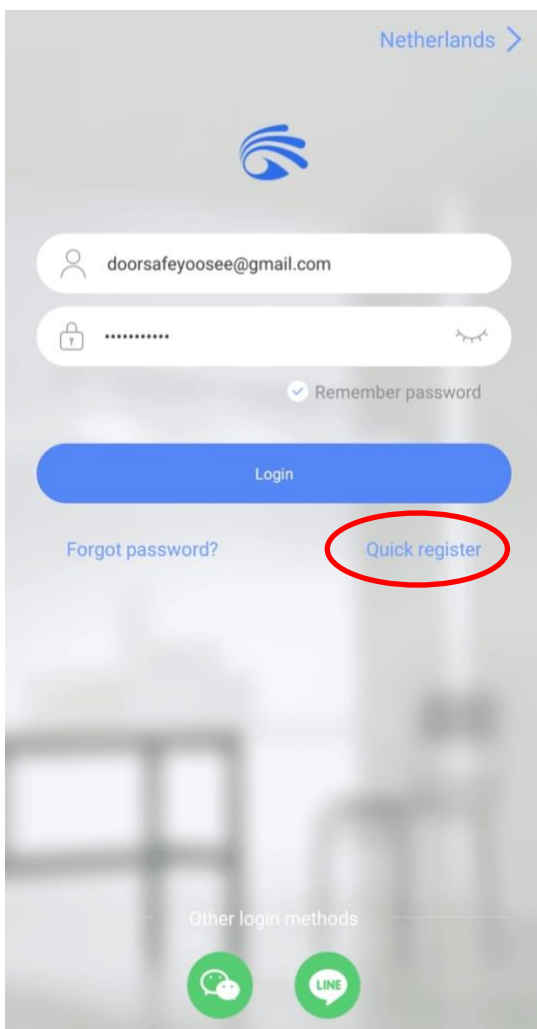 Netherlands
doorsafeyoosee@gmail.com
•••••••••••
Remember password
Login
Forgot password? Quick register
Other login methods
LINE